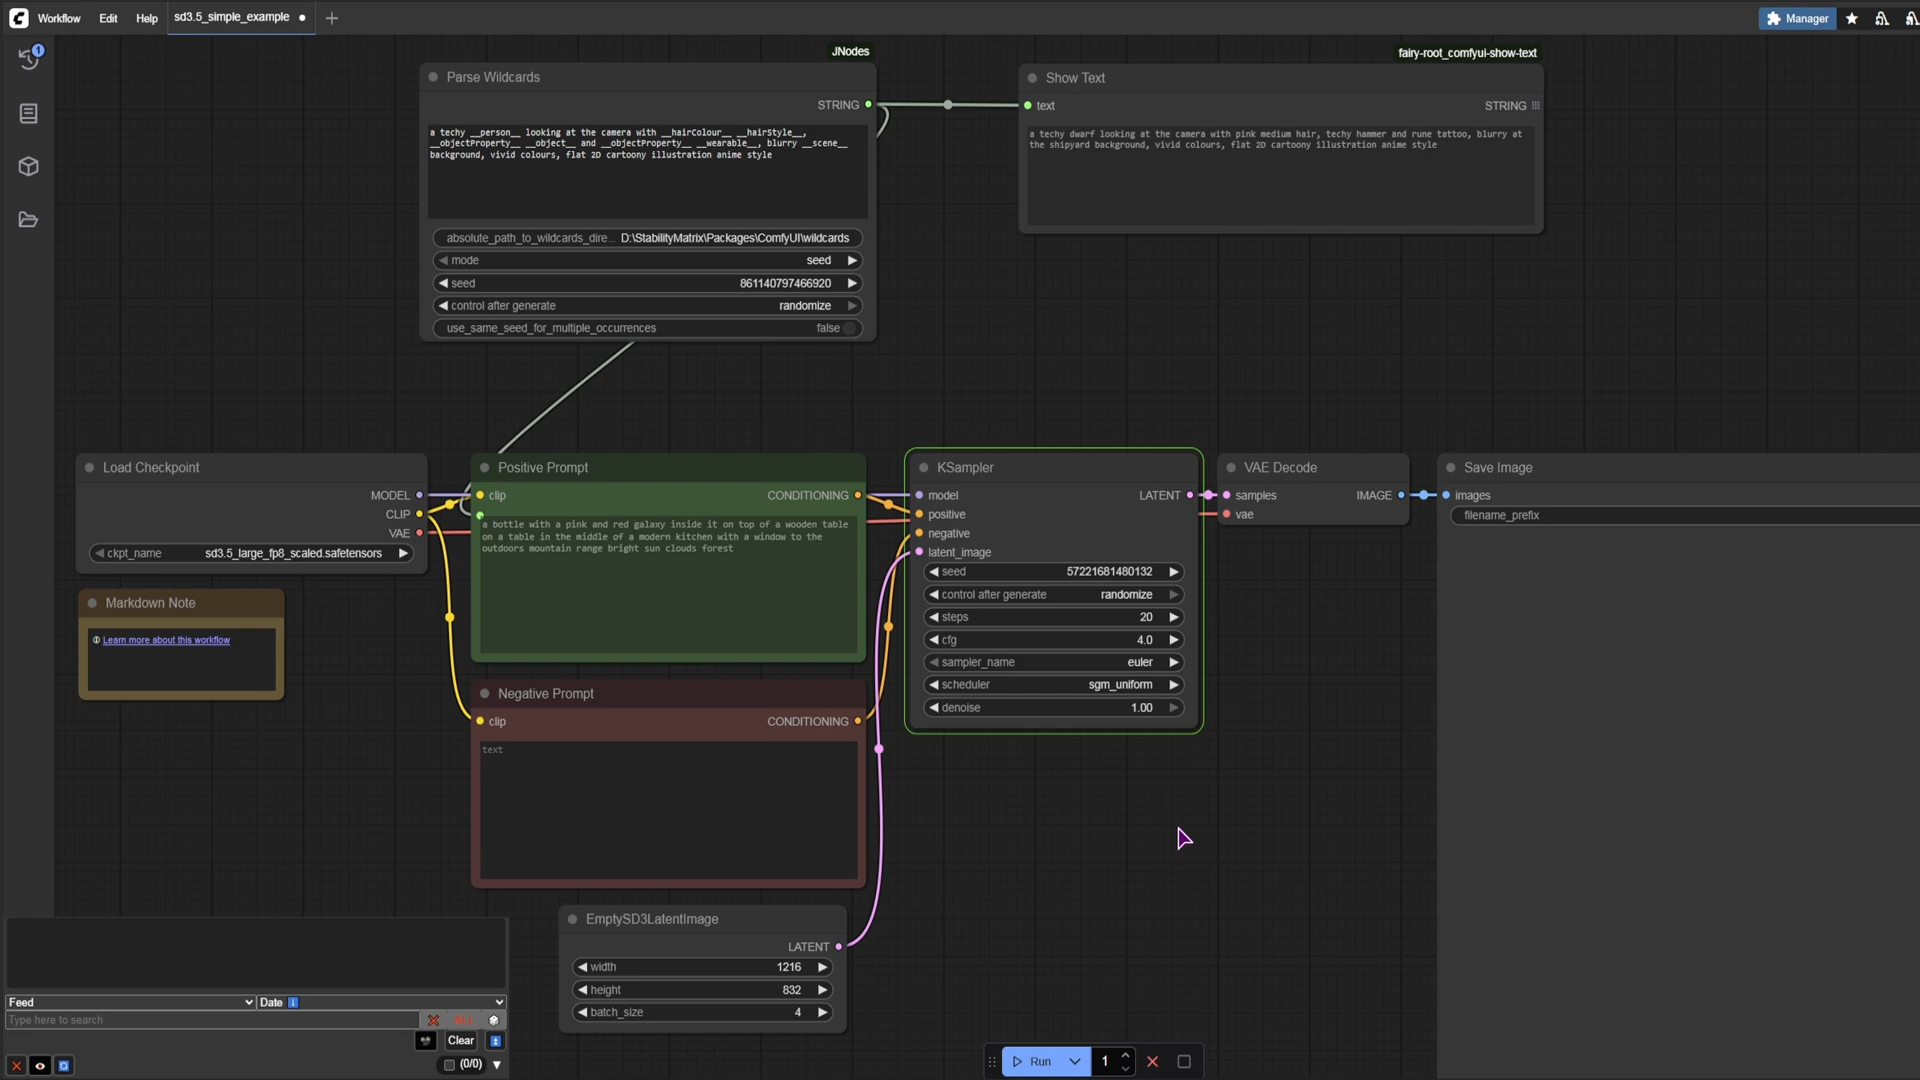 Workflow Edit Help sd3.5_simple_example
Manager
1
JNodes
Parse Wildcards
STRING
a techy __person__ looking at the camera with __hairColour__ __hairStyle__,
__objectProperty__ __object__ and __objectProperty__ __wearable__, blurry __scene__
background, vivid colours, flat 2D cartoony illustration anime style
absolute_path_to_wildcards_dire... D:\StabilityMatrix\Packages\ComfyUI\wildcards
mode seed
seed 861140797466920
control after generate randomize
use_same_seed_for_multiple_occurrences false
fairy-root_comfyui-show-text
Show Text
text STRING
a techy dwarf looking at the camera with pink medium hair, techy hammer and rune tattoo, blurry at
the shipyard background, vivid colours, flat 2D cartoony illustration anime style
Load Checkpoint
MODEL
CLIP
VAE
ckpt_name sd3.5_large_fp8_scaled.safetensors
Markdown Note
Learn more about this workflow
Positive Prompt
clip CONDITIONING
a bottle with a pink and red galaxy inside it on top of a wooden table
on a table in the middle of a modern kitchen with a window to the
outdoors mountain range bright sun clouds forest
Negative Prompt
clip CONDITIONING
text
EmptySD3LatentImage
LATENT
width 1216
height 832
batch_size 4
KSampler
model LATENT
positive
negative
latent_image
seed 57221681480132
control after generate randomize
steps 20
cfg 4.0
sampler_name euler
scheduler sgm_uniform
denoise 1.00
VAE Decode
samples IMAGE
vae
Save Image
images
filename_prefix
Feed Date
Type here to search ALL
Clear
(0/0)
Run 1